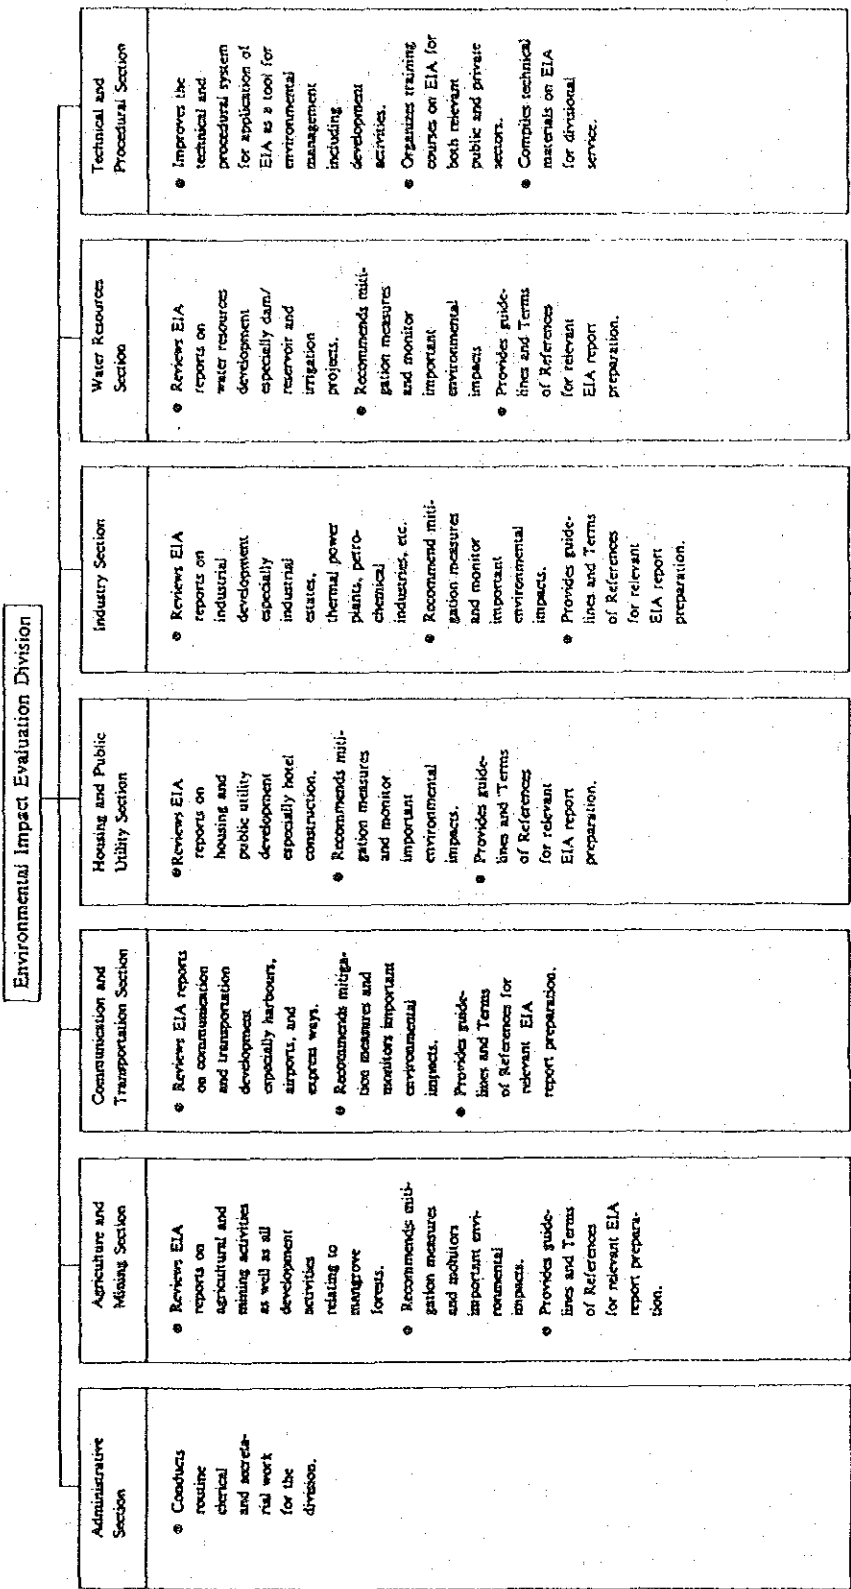 Environmental Impact Evaluation Division
Administrative
Section
● Conducts
routine
clerical
and secreta-
rial work
for the
division.
Agriculture and
Mining Section
● Reviews EIA
reports on
agricultural and
mining activities
as well as all
development
activities
relating to
mangrove
forests.
● Recommends miti-
gation measures
and monitors
important envi-
ronmental
impacts.
● Provides guide-
lines and Terms
of References
for relevant EIA
report prepara-
tion.
Communication and
Transportation Section
● Reviews EIA reports
on communication
and transportation
development
especially harbours,
airports, and
express ways.
● Recommends mitiga-
tion measures and
monitors important
environmental
impacts.
● Provides guide-
lines and Terms
of References for
relevant EIA
report preparation.
Housing and Public
Utility Section
● Reviews EIA
reports on
housing and
public utility
development
especially hotel
construction.
● Recommends miti-
gation measures
and monitor
important
environmental
impacts.
● Provides guide-
lines and Terms
of References
for relevant
EIA report
preparation.
Industry Section
● Reviews EIA
reports on
industrial
development
especially
industrial
estates,
thermal power
plants, petro-
chemical
industries, etc.
● Recommend miti-
gation measures
and monitor
important
environmental
impacts.
● Provides guide-
lines and Terms
of References
for relevant
EIA report
preparation.
Water Resources
Section
● Reviews EIA
reports on
water resources
development
especially dam/
reservoir and
irrigation
projects.
● Recommends miti-
gation measures
and monitor
important
environmental
impacts
● Provides guide-
lines and Terms
of References
for relevant
EIA report
preparation.
Technical and
Procedural Section
● Improves the
technical and
procedural system
for application of
EIA as a tool for
environmental
management
including
development
activities.
● Organizes training
courses on EIA for
both relevant
public and private
sectors.
● Compiles technical
materials on EIA
for divisional
service.